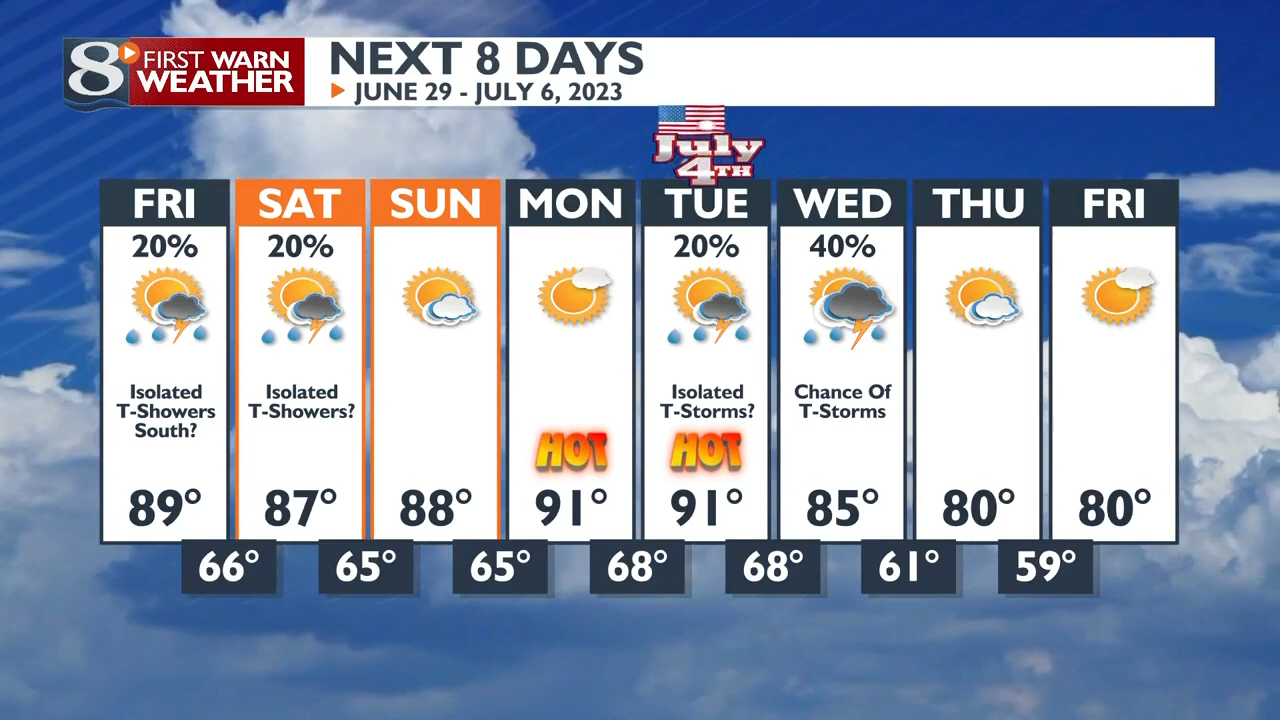 8 FIRST WARN
WEATHER
NEXT 8 DAYS
JUNE 29 - JULY 6, 2023
July
4TH
FRI SAT SUN MON TUE WED THU FRI
20% 20% 20% 40%
Isolated
T-Showers
South?
Isolated
T-Showers?
Isolated
T-Storms?
Chance Of
T-Storms
HOT HOT
89° 87° 88° 91° 91° 85° 80° 80°
66° 65° 65° 68° 68° 61° 59°